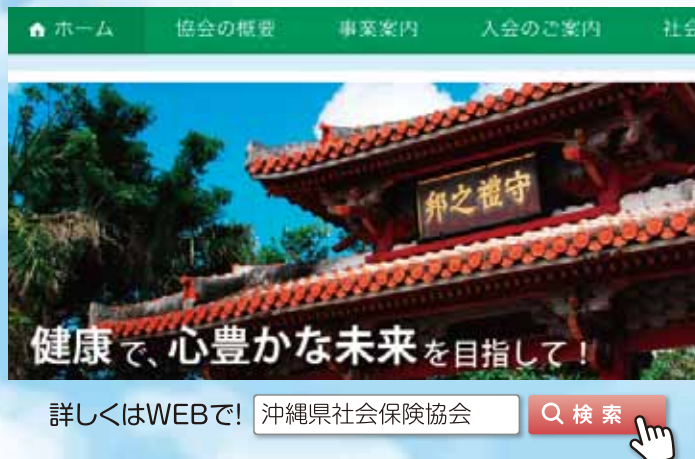 ホーム 協会の概要 事業案内 入会のご案内 社会
守禮之邦
健康で、心豊かな未来を目指して！
詳しくはWEBで! 沖縄県社会保険協会 検 索